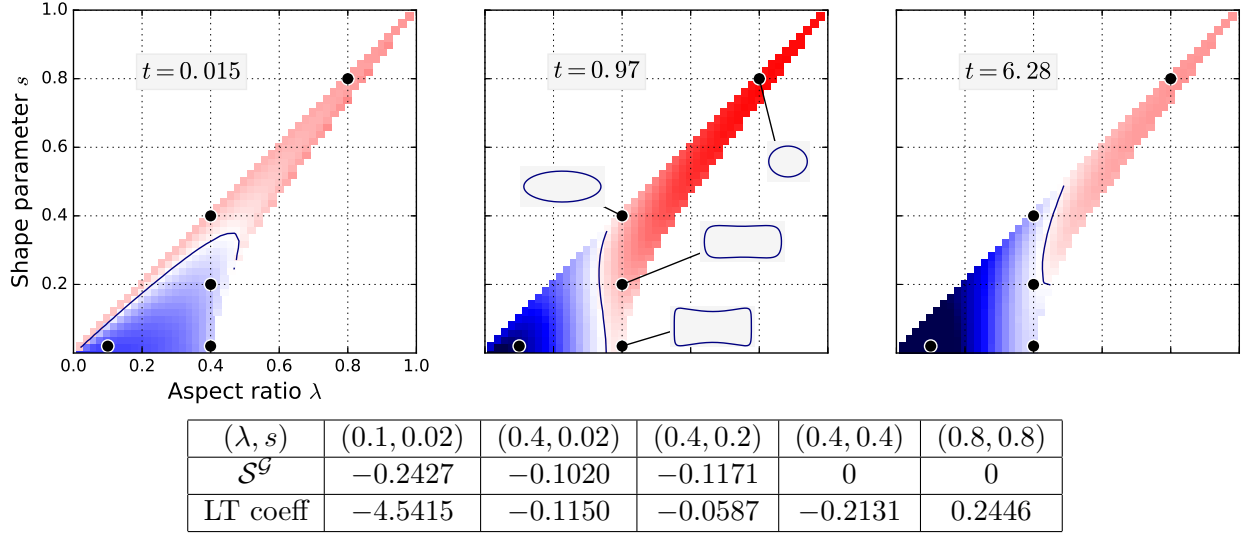 1.0
0.8
0.6
0.4
0.2
Shape parameter s
0.0 0.2 0.4 0.6 0.8 1.0
Aspect ratio λ
t = 0.015
t = 0.97
t = 6.28
(λ, s) (0.1, 0.02) (0.4, 0.02) (0.4, 0.2) (0.4, 0.4) (0.8, 0.8)
𝒮^𝒢 −0.2427 −0.1020 −0.1171 0 0
LT coeff −4.5415 −0.1150 −0.0587 −0.2131 0.2446